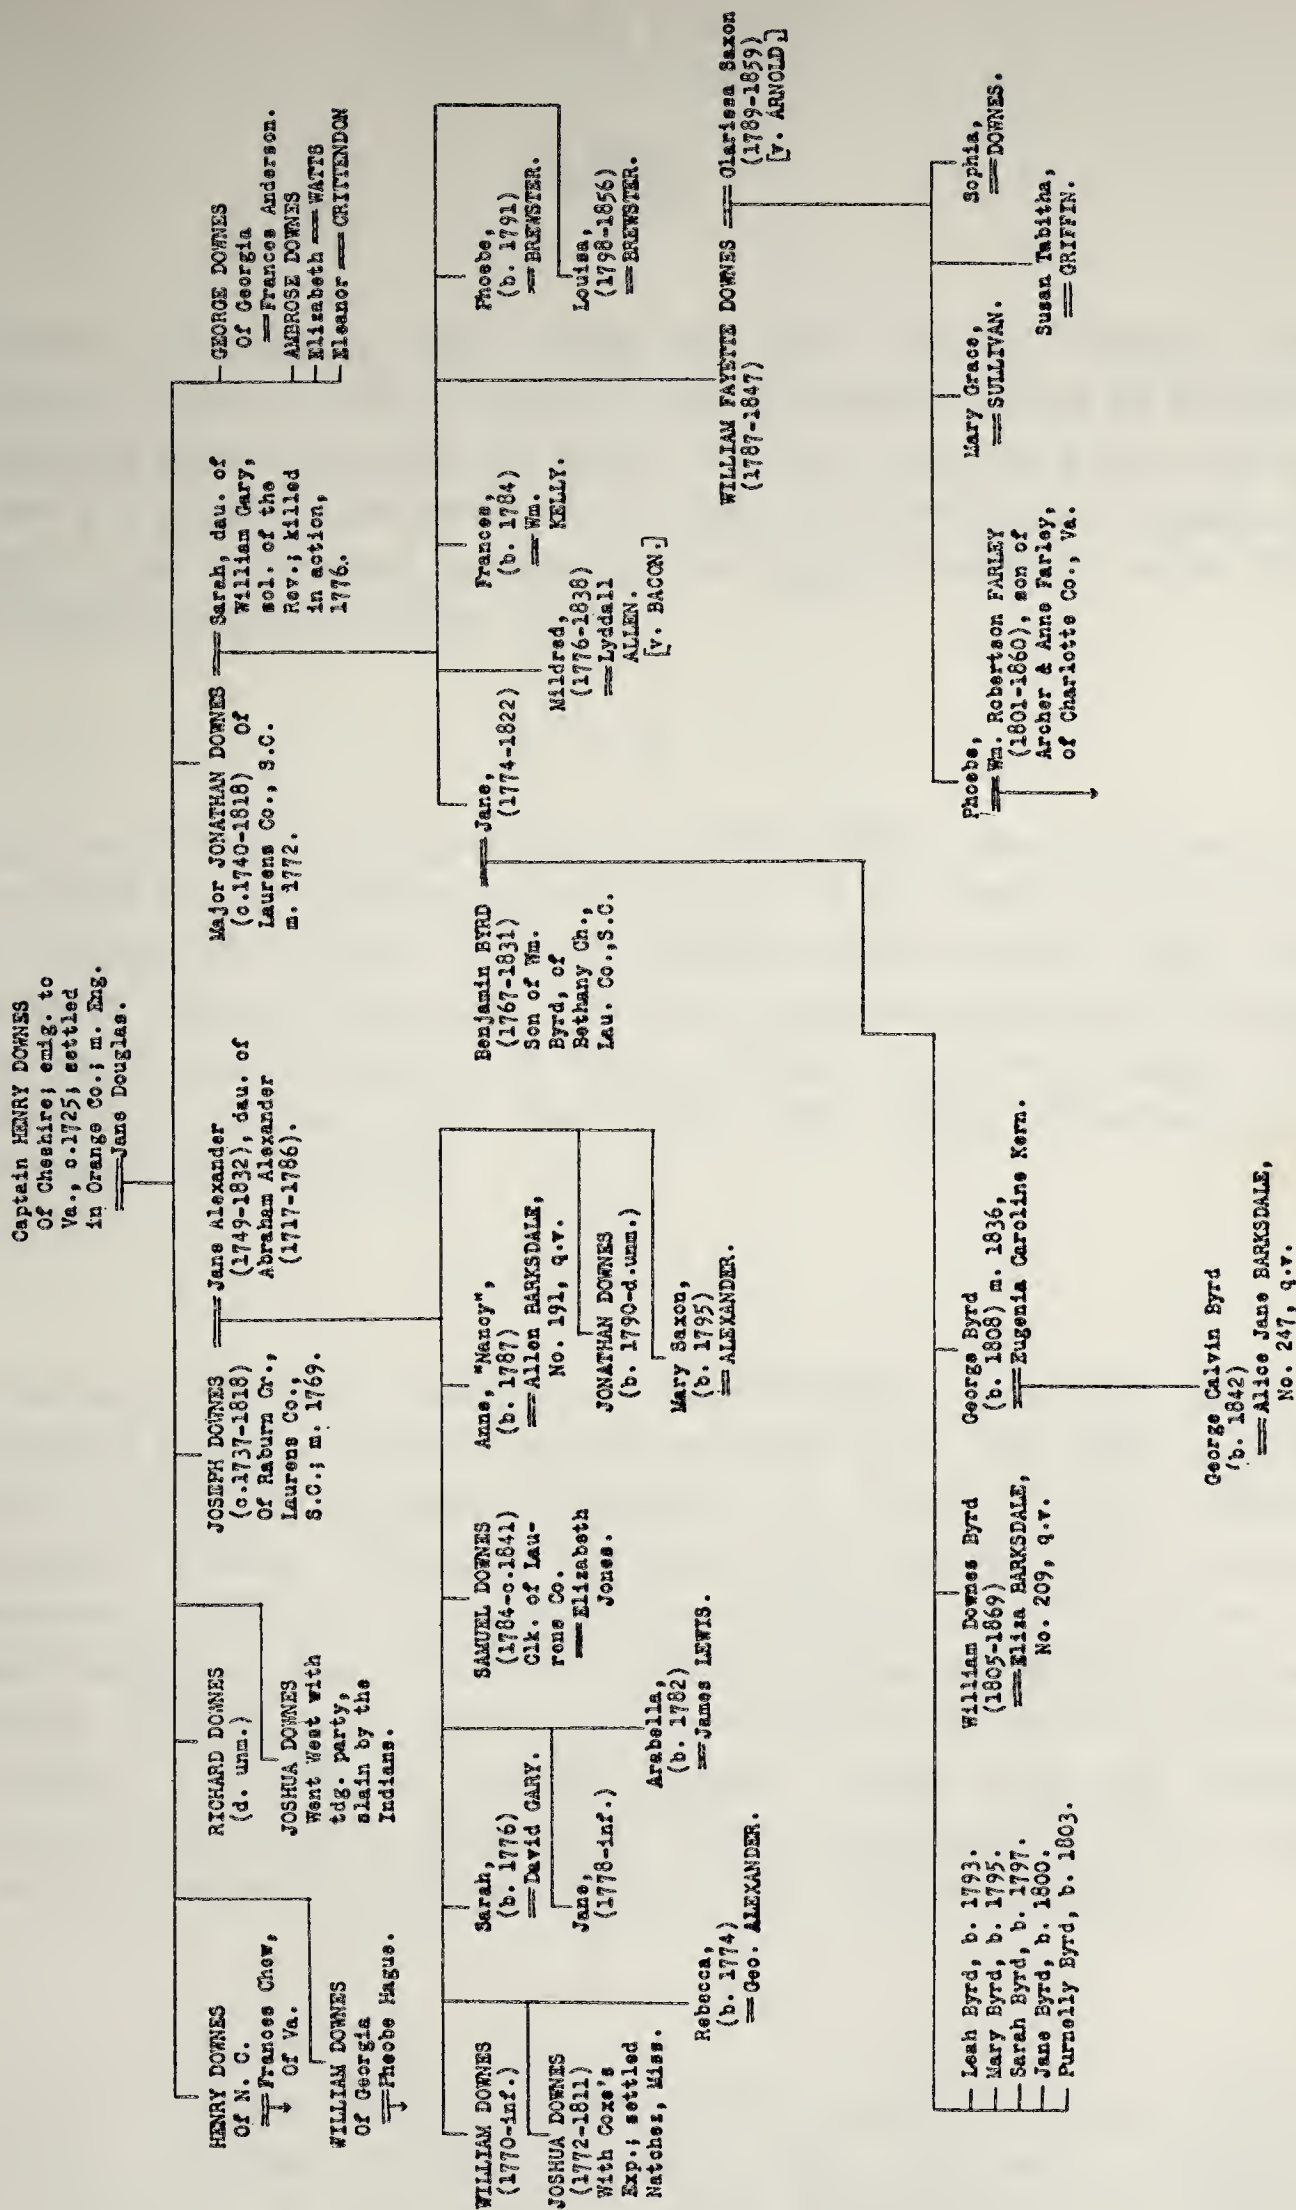 Captain HENRY DOWNES
Of Cheshire; emig. to
Va., c.1725; settled
in Orange Co.; m. Eng.
==Jane Douglas.
HENRY DOWNES
Of N. C.
==Frances Chew,
Of Va.
WILLIAM DOWNES
Of Georgia
==Pheobe Hague.
RICHARD DOWNES
(d. unm.)
JOSHUA DOWNES
Went West with
tdg. party,
slain by the
Indians.
JOSEPH DOWNES
(c.1737-1818)
Of Raburn Cr.,
Laurens Co.,
S.C.; m. 1769.
==Jane Alexander
(1749-1832), dau. of
Abraham Alexander
(1717-1786).
Major JONATHAN DOWNES
(c.1740-1818) of
Laurens Co., S.C.
m. 1772.
==Sarah, dau. of
William Gary,
sol. of the
Rev.; killed
in action,
1776.
GEORGE DOWNES
Of Georgia
==Frances Anderson.
AMBROSE DOWNES
Elizabeth==WATTS
Eleanor==CRITTENDON
WILLIAM DOWNES
(1770-inf.)
JOSHUA DOWNES
(1772-1811)
With Coxe's
Exp.; settled
Natchez, Miss.
Rebecca,
(b. 1774)
==Geo. ALEXANDER.
Sarah,
(b. 1776)
==David GARY.
Jane,
(1778-inf.)
Arabella,
(b. 1782)
==James LEWIS.
SAMUEL DOWNES
(1784-c.1841)
Clk. of Lau-
rens Co.
==Elizabeth
Jones.
Anne, "Nancy",
(b. 1787)
==Allen BARKSDALE,
No. 191, q.v.
JONATHAN DOWNES
(b. 1790-d.unm.)
Mary Saxon,
(b. 1795)
==ALEXANDER.
Benjamin BYRD
(1767-1831)
Son of Wm.
Byrd, of
Bethany Ch.,
Lau. Co.,S.C.
==Jane,
(1774-1822)
Mildred,
(1776-1838)
==Lyddall
ALLEN.
[v. BACON.]
Frances,
(b. 1784)
==Wm.
KELLY.
Phoebe,
(b. 1791)
==BREWSTER.
Louisa,
(1798-1856)
==BREWSTER.
WILLIAM FAYETTE DOWNES ==Clarissa Saxon
(1787-1847)
(1789-1859)
[v. ARNOLD.]
Leah Byrd, b. 1793.
Mary Byrd, b. 1795.
Sarah Byrd, b. 1797.
Jane Byrd, b. 1800.
Purnelly Byrd, b. 1803.
William Downes Byrd
(1805-1869)
==Eliza BARKSDALE,
No. 209, q.v.
George Byrd
(b. 1808) m. 1836,
==Eugenia Caroline Kern.
Phoebe,
==Wm. Robertson FARLEY
(1801-1860), son of
Archer & Anne Farley,
of Charlotte Co., Va.
Mary Grace,
==SULLIVAN.
Susan Tabitha,
==GRIFFIN.
Sophia,
==DOWNES.
George Calvin Byrd
(b. 1842)
==Alice Jane BARKSDALE,
No. 247, q.v.